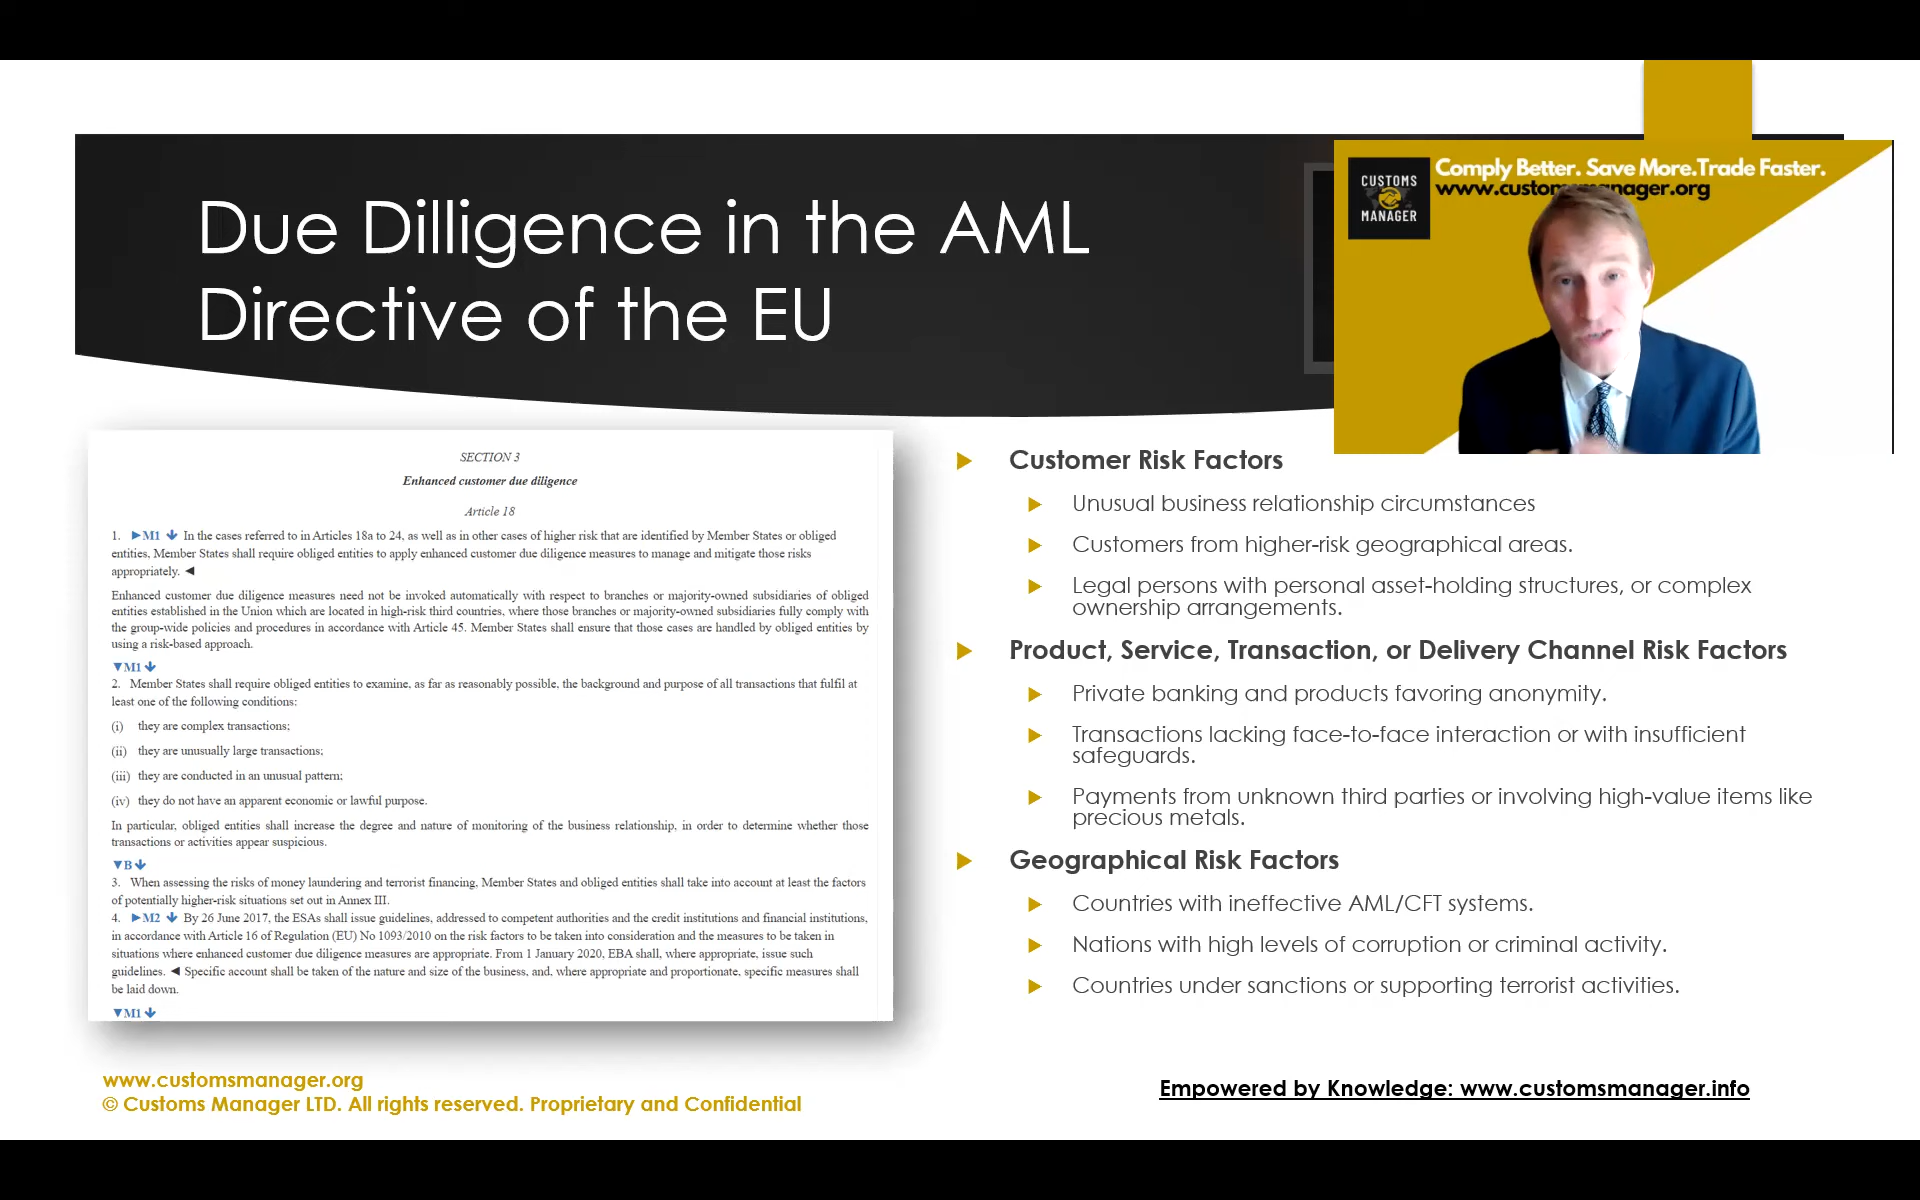 Due Dilligence in the AML
Directive of the EU
CUSTOMS
MANAGER
Comply Better. Save More.Trade Faster.
www.customsmanager.org
SECTION 3
Enhanced customer due diligence
Article 18
1. ►M1 🡻 In the cases referred to in Articles 18a to 24, as well as in other cases of higher risk that are identified by Member States or obliged
entities, Member States shall require obliged entities to apply enhanced customer due diligence measures to manage and mitigate those risks
appropriately. ◄
Enhanced customer due diligence measures need not be invoked automatically with respect to branches or majority-owned subsidiaries of obliged
entities established in the Union which are located in high-risk third countries, where those branches or majority-owned subsidiaries fully comply with
the group-wide policies and procedures in accordance with Article 45. Member States shall ensure that those cases are handled by obliged entities by
using a risk-based approach.
▼M1 🡻
2. Member States shall require obliged entities to examine, as far as reasonably possible, the background and purpose of all transactions that fulfil at
least one of the following conditions:
(i) they are complex transactions;
(ii) they are unusually large transactions;
(iii) they are conducted in an unusual pattern;
(iv) they do not have an apparent economic or lawful purpose.
In particular, obliged entities shall increase the degree and nature of monitoring of the business relationship, in order to determine whether those
transactions or activities appear suspicious.
▼B 🡻
3. When assessing the risks of money laundering and terrorist financing, Member States and obliged entities shall take into account at least the factors
of potentially higher-risk situations set out in Annex III.
4. ►M2 🡻 By 26 June 2017, the ESAs shall issue guidelines, addressed to competent authorities and the credit institutions and financial institutions,
in accordance with Article 16 of Regulation (EU) No 1093/2010 on the risk factors to be taken into consideration and the measures to be taken in
situations where enhanced customer due diligence measures are appropriate. From 1 January 2020, EBA shall, where appropriate, issue such
guidelines. ◄ Specific account shall be taken of the nature and size of the business, and, where appropriate and proportionate, specific measures shall
be laid down.
▼M1 🡻
Customer Risk Factors
Unusual business relationship circumstances
Customers from higher-risk geographical areas.
Legal persons with personal asset-holding structures, or complex
ownership arrangements.
Product, Service, Transaction, or Delivery Channel Risk Factors
Private banking and products favoring anonymity.
Transactions lacking face-to-face interaction or with insufficient
safeguards.
Payments from unknown third parties or involving high-value items like
precious metals.
Geographical Risk Factors
Countries with ineffective AML/CFT systems.
Nations with high levels of corruption or criminal activity.
Countries under sanctions or supporting terrorist activities.
www.customsmanager.org
© Customs Manager LTD. All rights reserved. Proprietary and Confidential
Empowered by Knowledge: www.customsmanager.info